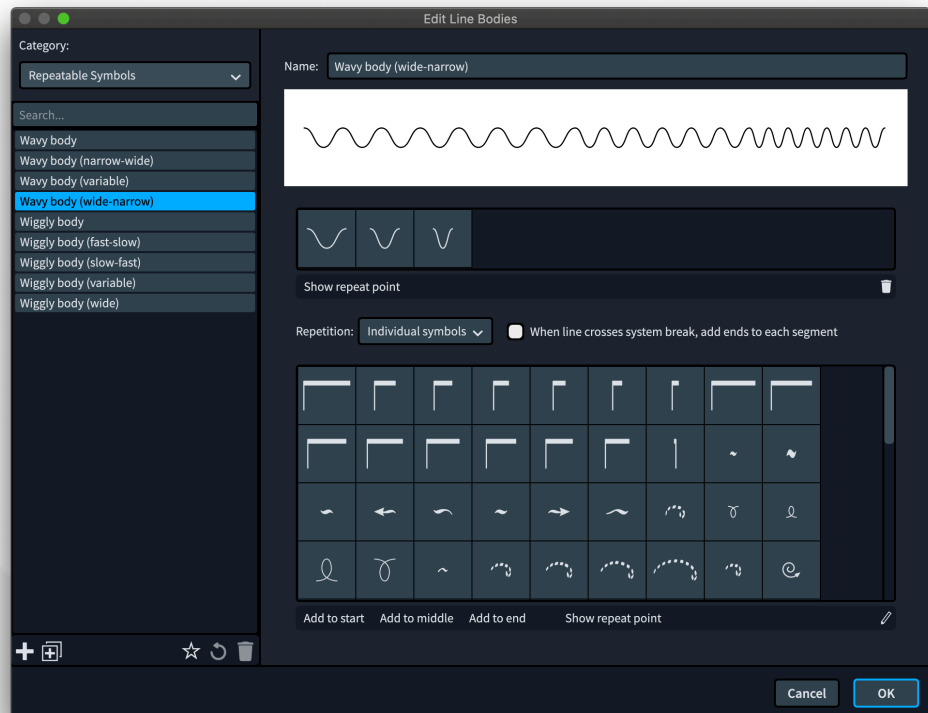 Edit Line Bodies
Category:
Repeatable Symbols
Search...
Wavy body
Wavy body (narrow-wide)
Wavy body (variable)
Wavy body (wide-narrow)
Wiggly body
Wiggly body (fast-slow)
Wiggly body (slow-fast)
Wiggly body (variable)
Wiggly body (wide)
Name: Wavy body (wide-narrow)
Show repeat point
Repetition: Individual symbols When line crosses system break, add ends to each segment
Add to start Add to middle Add to end Show repeat point
Cancel OK